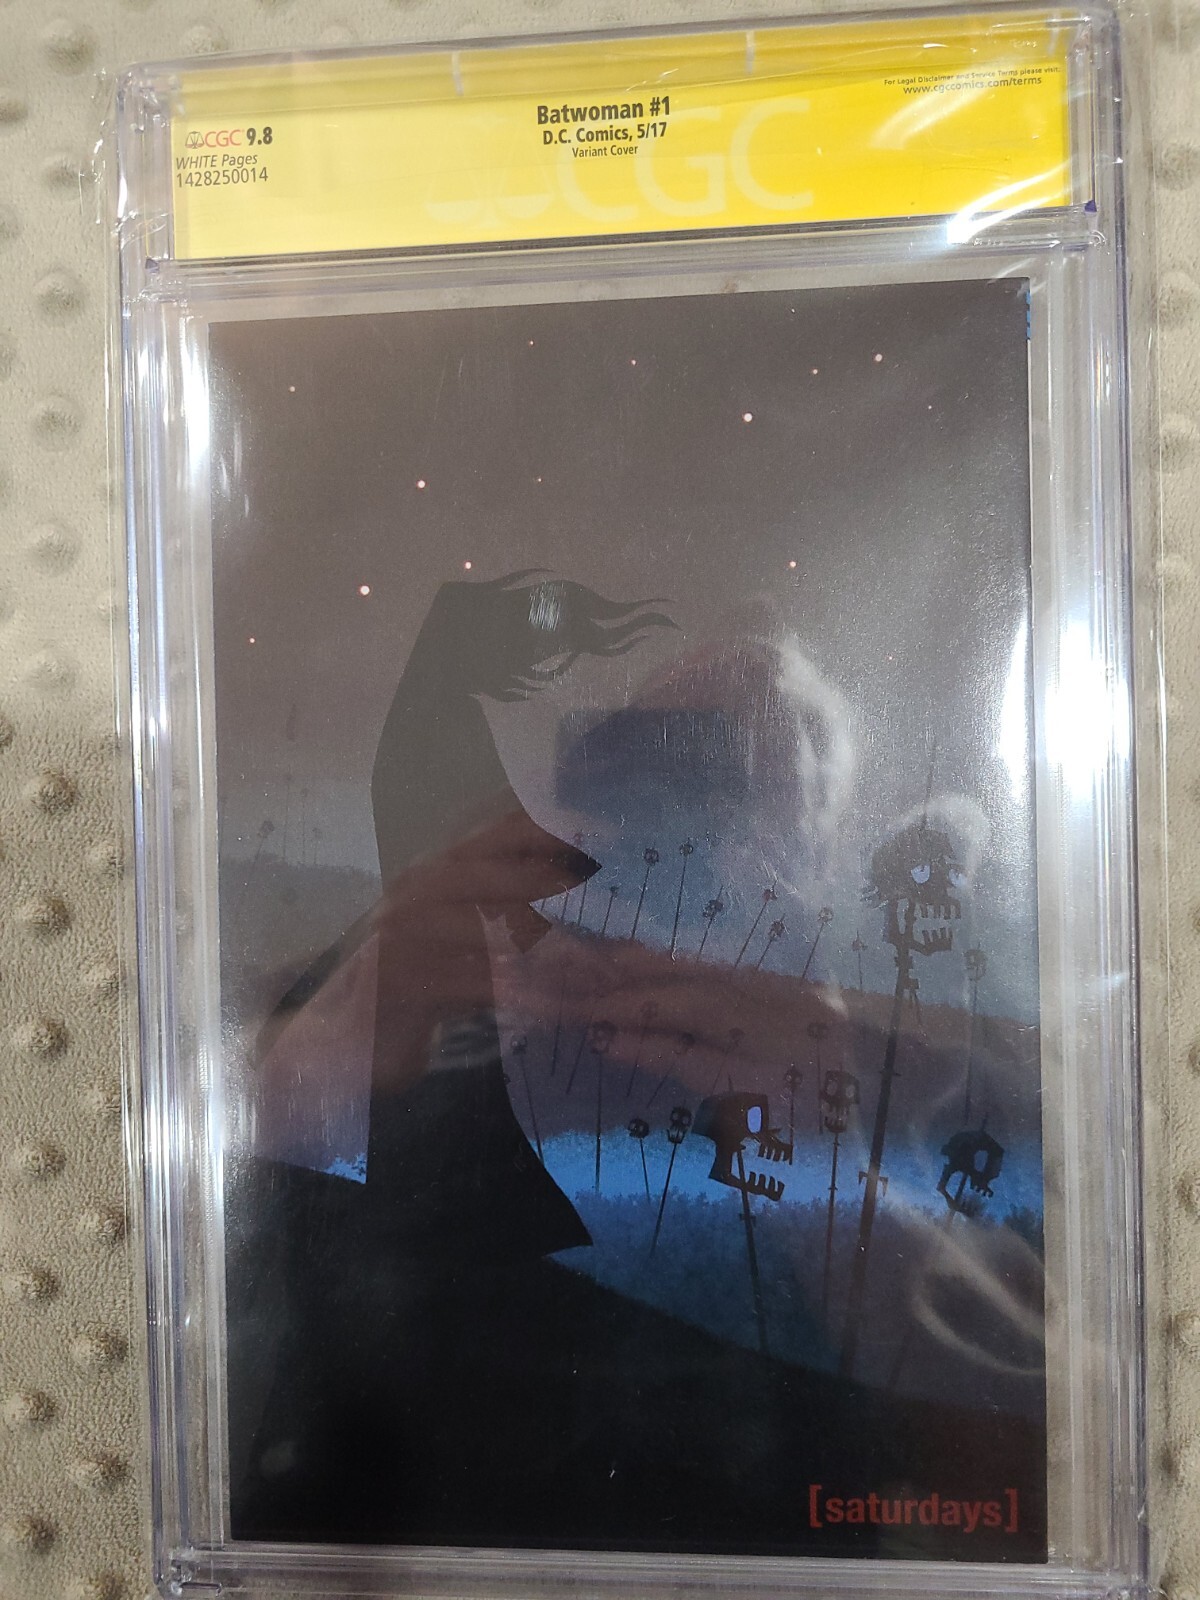 For Legal Disclaimer and Service Terms please visit:
www.cgccomics.com/terms
Batwoman #1
D.C. Comics, 5/17
Variant Cover
CGC 9.8
WHITE Pages
1428250014
CGC
[saturdays]